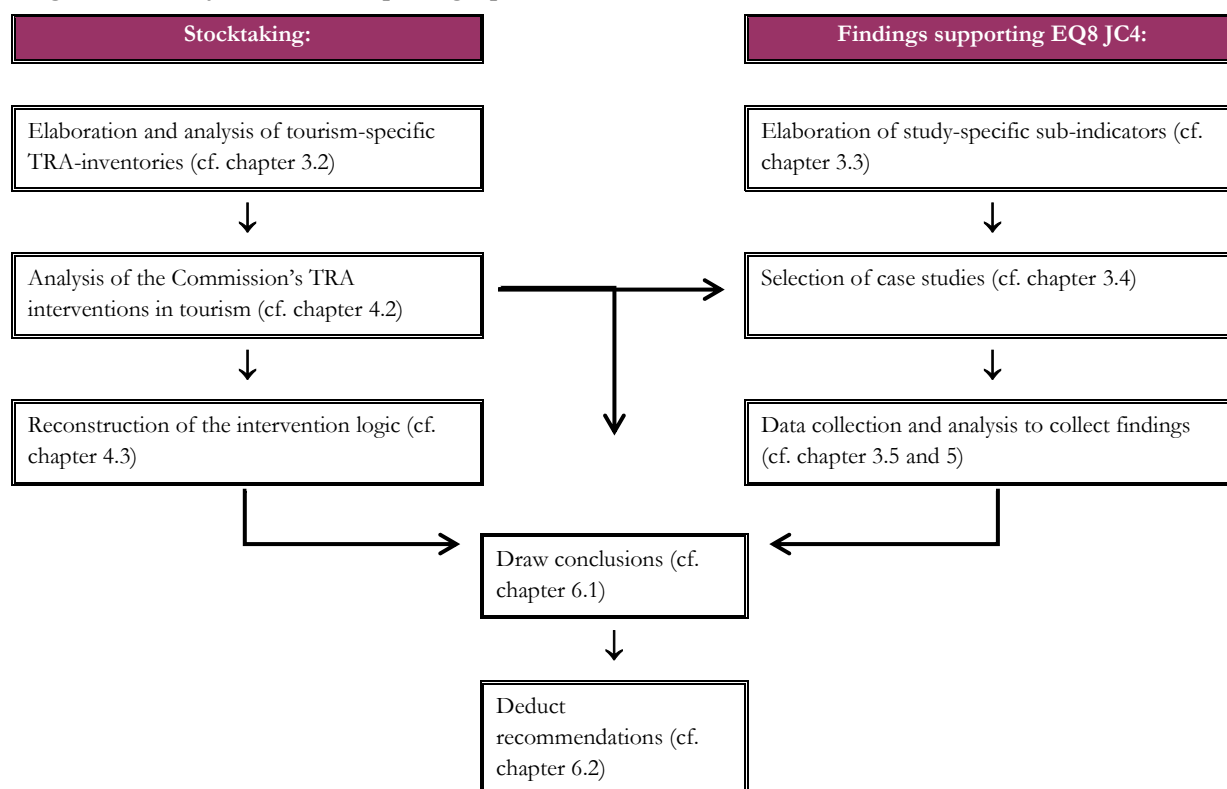 Stocktaking:
Findings supporting EQ8 JC4:
Elaboration and analysis of tourism-specific
TRA-inventories (cf. chapter 3.2)
Elaboration of study-specific sub-indicators (cf.
chapter 3.3)
Analysis of the Commission's TRA
interventions in tourism (cf. chapter 4.2)
Selection of case studies (cf. chapter 3.4)
Reconstruction of the intervention logic (cf.
chapter 4.3)
Data collection and analysis to collect findings
(cf. chapter 3.5 and 5)
Draw conclusions (cf.
chapter 6.1)
Deduct
recommendations (cf.
chapter 6.2)